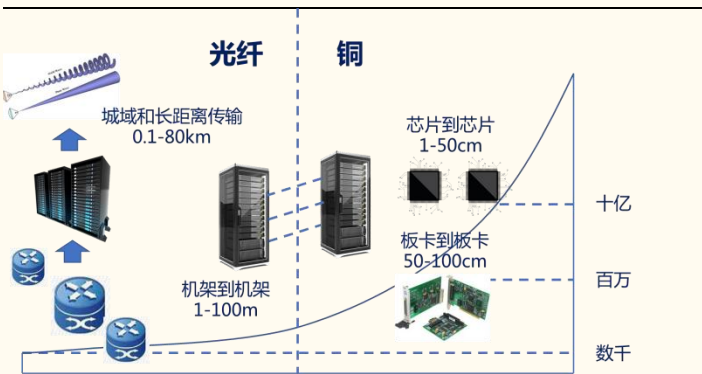 光纤
铜
城域和长距离传输
0.1-80km
芯片到芯片
1-50cm
十亿
板卡到板卡
50-100cm
百万
机架到机架
1-100m
数千